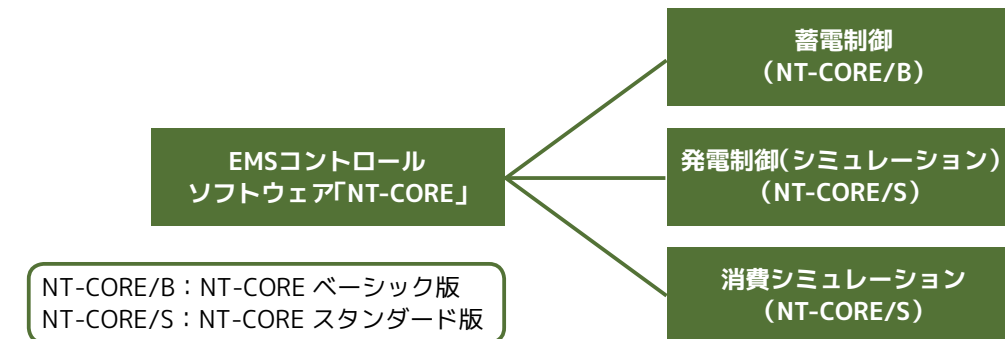 蓄電制御
（NT-CORE/B）
EMSコントロール
ソフトウェア「NT-CORE」
発電制御（シミュレーション）
（NT-CORE/S）
消費シミュレーション
（NT-CORE/S）
NT-CORE/B：NT-CORE ベーシック版
NT-CORE/S：NT-CORE スタンダード版